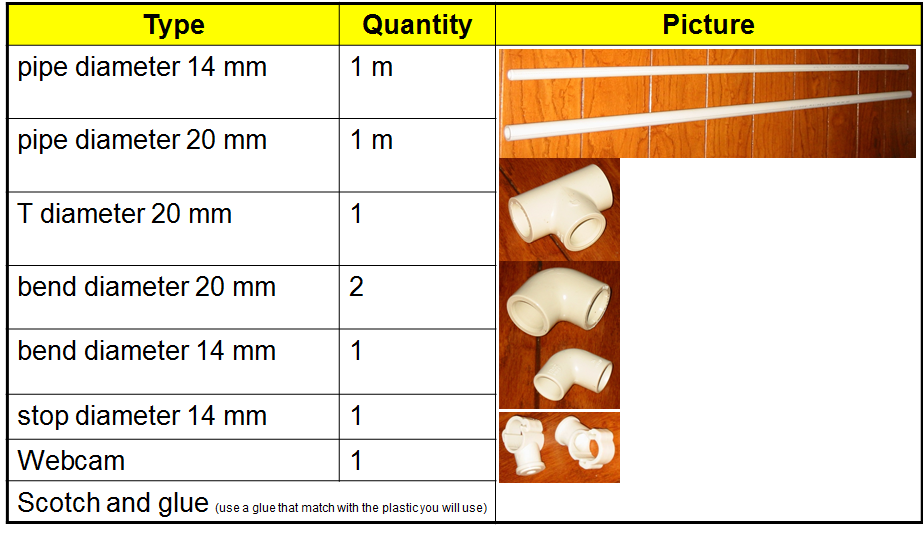 Type Quantity Picture
pipe diameter 14 mm 1 m
pipe diameter 20 mm 1 m
T diameter 20 mm 1
bend diameter 20 mm 2
bend diameter 14 mm 1
stop diameter 14 mm 1
Webcam 1
Scotch and glue (use a glue that match with the plastic you will use)